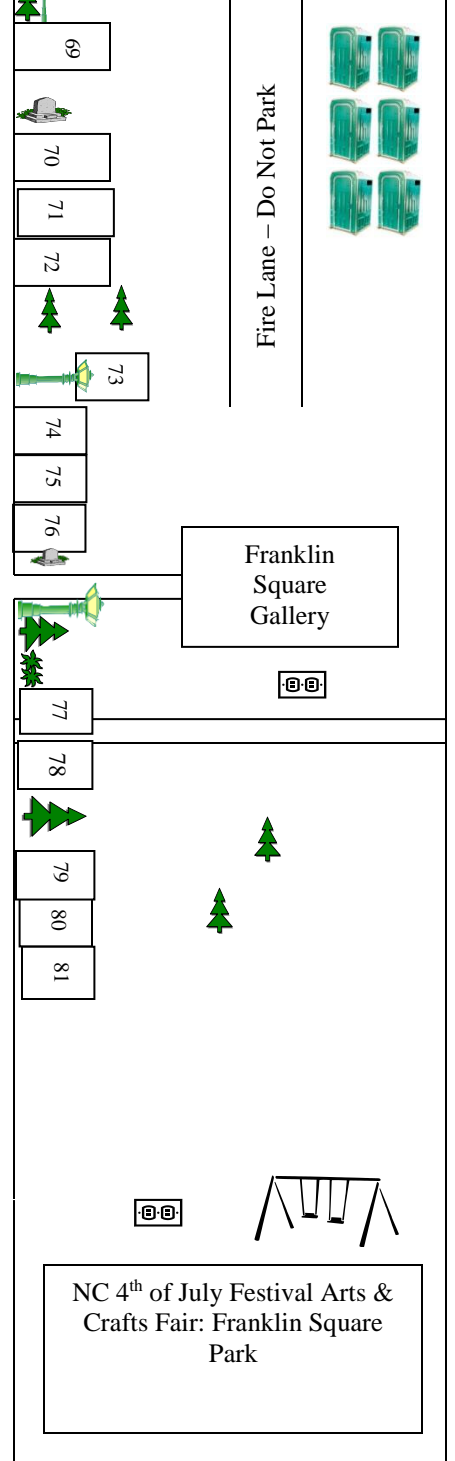 69
70
71
72
73
74
75
76
Fire Lane – Do Not Park
Franklin
Square
Gallery
77
78
79
80
81
NC 4th of July Festival Arts &
Crafts Fair: Franklin Square
Park